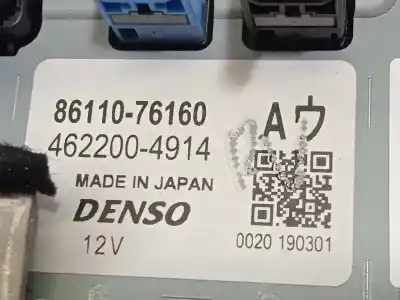 86110-76160
462200-4914
Aウ
MADE IN JAPAN
DENSO
12V
0020 190301